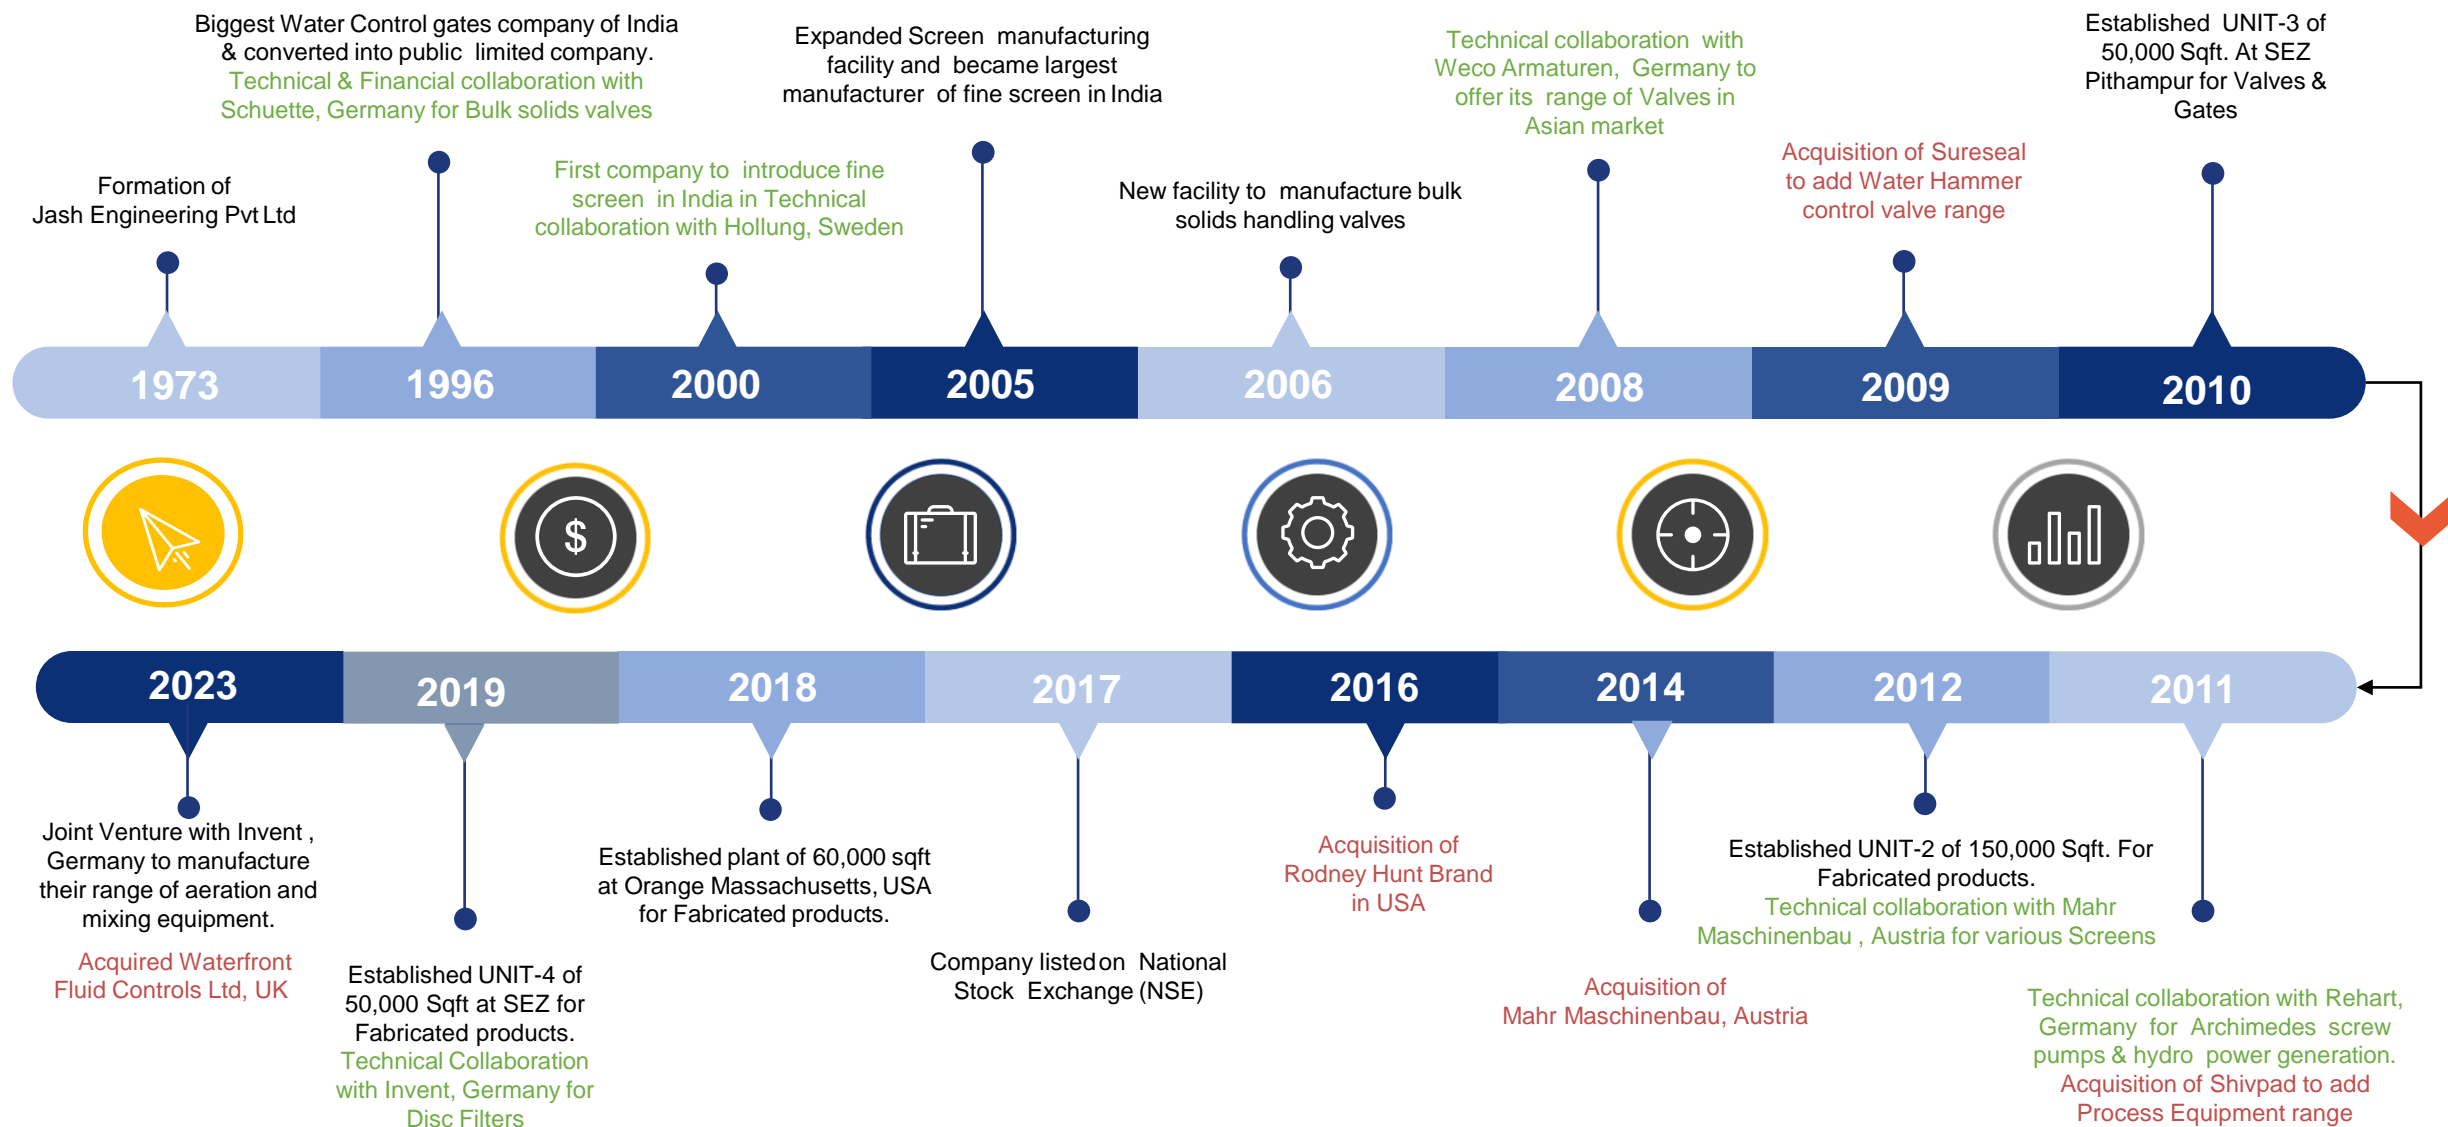 Biggest Water Control gates company of India
& converted into public limited company.
Technical & Financial collaboration with
Schuette, Germany for Bulk solids valves
Expanded Screen manufacturing
facility and became largest
manufacturer of fine screen in India
Technical collaboration with
Weco Armaturen, Germany to
offer its range of Valves in
Asian market
Established UNIT-3 of
50,000 Sqft. At SEZ
Pithampur for Valves &
Gates
Formation of
Jash Engineering Pvt Ltd
First company to introduce fine
screen in India in Technical
collaboration with Hollung, Sweden
New facility to manufacture bulk
solids handling valves
Acquisition of Sureseal
to add Water Hammer
control valve range
1973
1996
2000
2005
2006
2008
2009
2010
$
2023
2019
2018
2017
2016
2014
2012
2011
Joint Venture with Invent ,
Germany to manufacture
their range of aeration and
mixing equipment.
Acquired Waterfront
Fluid Controls Ltd, UK
Established UNIT-4 of
50,000 Sqft at SEZ for
Fabricated products.
Technical Collaboration
with Invent, Germany for
Disc Filters
Established plant of 60,000 sqft
at Orange Massachusetts, USA
for Fabricated products.
Company listed on National
Stock Exchange (NSE)
Acquisition of
Rodney Hunt Brand
in USA
Acquisition of
Mahr Maschinenbau, Austria
Established UNIT-2 of 150,000 Sqft. For
Fabricated products.
Technical collaboration with Mahr
Maschinenbau , Austria for various Screens
Technical collaboration with Rehart,
Germany for Archimedes screw
pumps & hydro power generation.
Acquisition of Shivpad to add
Process Equipment range